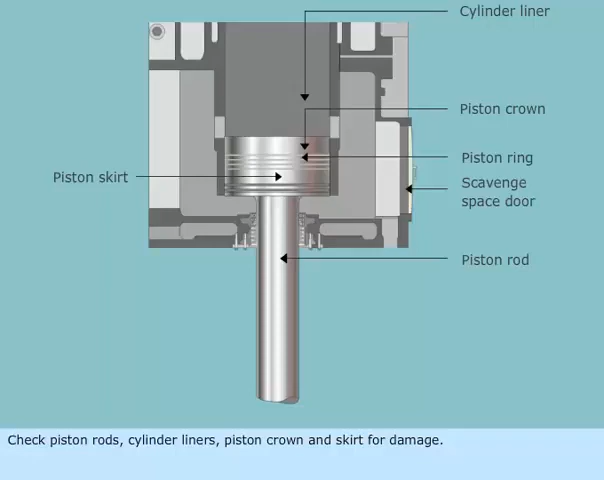 Cylinder liner
Piston crown
Piston ring
Piston skirt
Scavenge
space door
Piston rod
Check piston rods, cylinder liners, piston crown and skirt for damage.